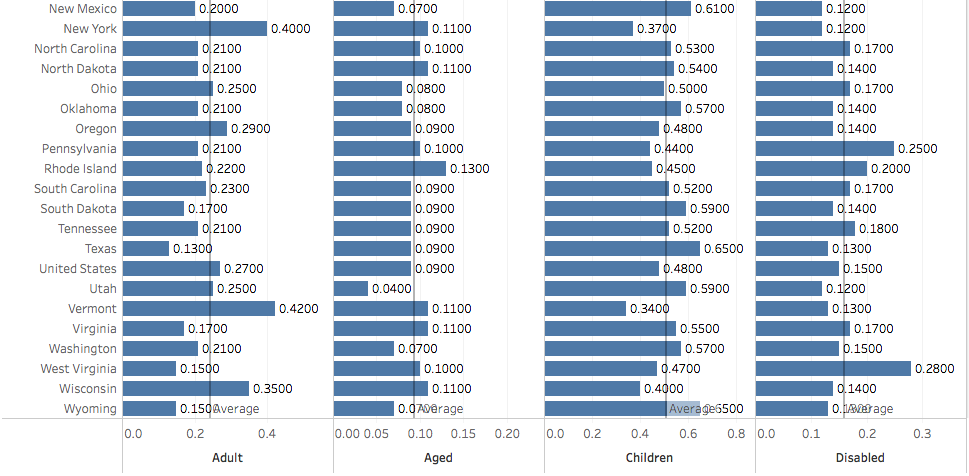 New Mexico 0.2000 0.0700 0.6100 0.1200
New York 0.4000 0.1100 0.3700 0.1200
North Carolina 0.2100 0.1000 0.5300 0.1700
North Dakota 0.2100 0.1100 0.5400 0.1400
Ohio 0.2500 0.0800 0.5000 0.1700
Oklahoma 0.2100 0.0800 0.5700 0.1400
Oregon 0.2900 0.0900 0.4800 0.1400
Pennsylvania 0.2100 0.1000 0.4400 0.2500
Rhode Island 0.2200 0.1300 0.4500 0.2000
South Carolina 0.2300 0.0900 0.5200 0.1700
South Dakota 0.1700 0.0900 0.5900 0.1400
Tennessee 0.2100 0.0900 0.5200 0.1800
Texas 0.1300 0.0900 0.6500 0.1300
United States 0.2700 0.0900 0.4800 0.1500
Utah 0.2500 0.0400 0.5900 0.1200
Vermont 0.4200 0.1100 0.3400 0.1300
Virginia 0.1700 0.1100 0.5500 0.1700
Washington 0.2100 0.0700 0.5700 0.1500
West Virginia 0.1500 0.1000 0.4700 0.2800
Wisconsin 0.3500 0.1100 0.4000 0.1400
Wyoming 0.1500 Average 0.0700 Average Average 0.6500 Average
0.0 0.2 0.4 0.00 0.05 0.10 0.15 0.20 0.0 0.2 0.4 0.6 0.8 0.0 0.1 0.2 0.3
Adult Aged Children Disabled